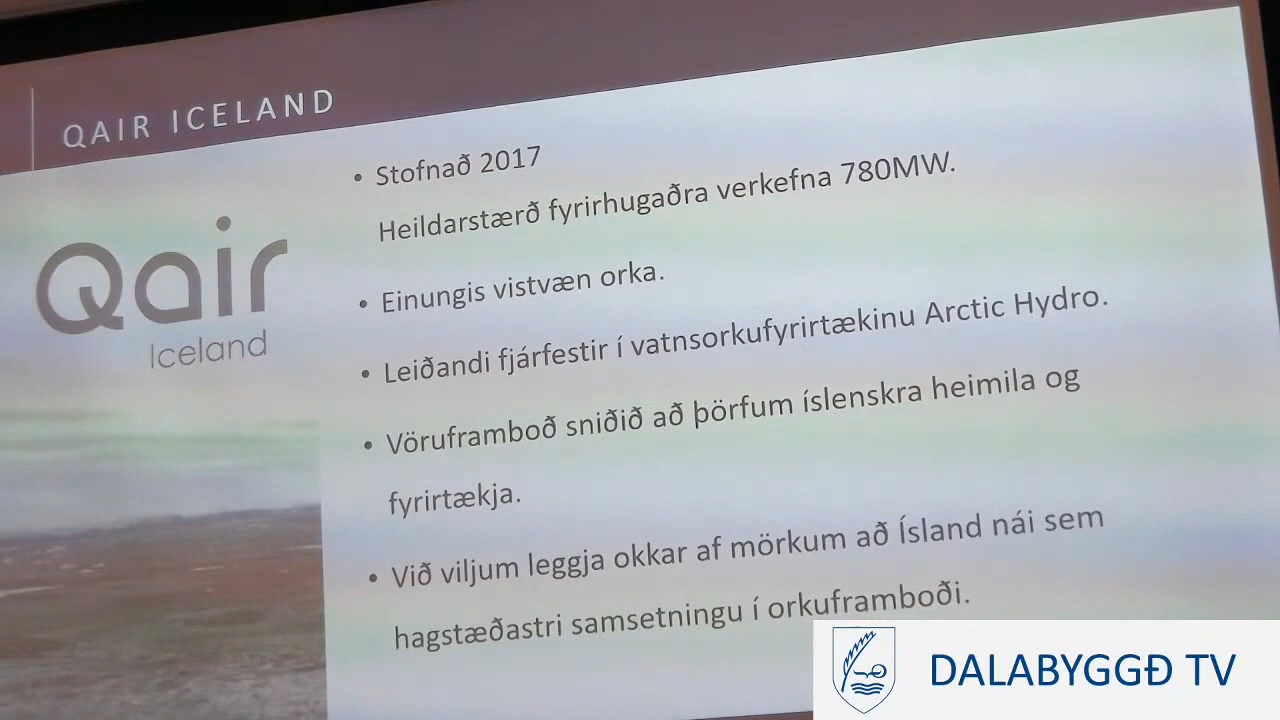 QAIR ICELAND
Qair
Iceland
• Stofnað 2017
Heildarstærð fyrirhugaðra verkefna 780MW.
• Einungis vistvæn orka.
• Leiðandi fjárfestir í vatnsorkufyrirtækinu Arctic Hydro.
• Vöruframboð sniðið að þörfum íslenskra heimila og
fyrirtækja.
• Við viljum leggja okkar af mörkum að Ísland nái sem
hagstæðastri samsetningu í orkuframboði.
DALABYGGÐ TV